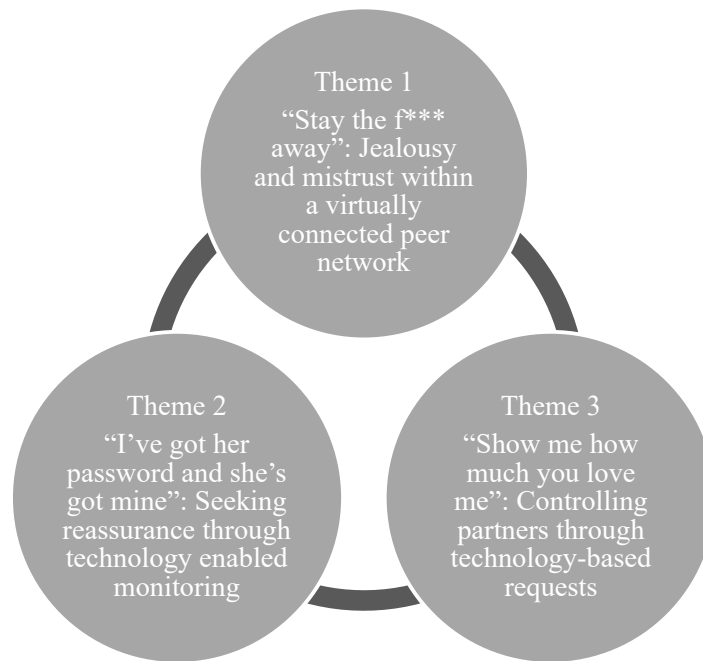 Theme 1
“Stay the f***
away”: Jealousy
and mistrust within
a virtually
connected peer
network
Theme 2
“I’ve got her
password and she’s
got mine”: Seeking
reassurance through
technology enabled
monitoring
Theme 3
“Show me how
much you love
me”: Controlling
partners through
technology-based
requests